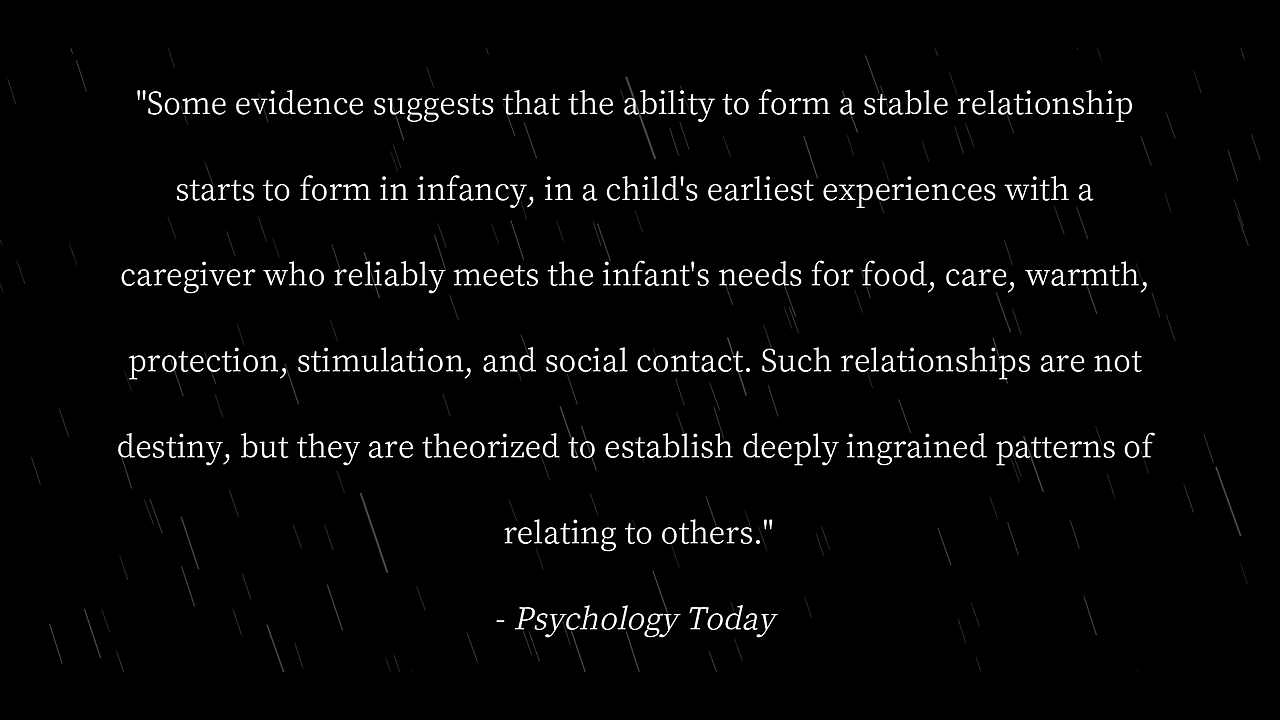 "Some evidence suggests that the ability to form a stable relationship
starts to form in infancy, in a child's earliest experiences with a
caregiver who reliably meets the infant's needs for food, care, warmth,
protection, stimulation, and social contact. Such relationships are not
destiny, but they are theorized to establish deeply ingrained patterns of
relating to others."
- Psychology Today